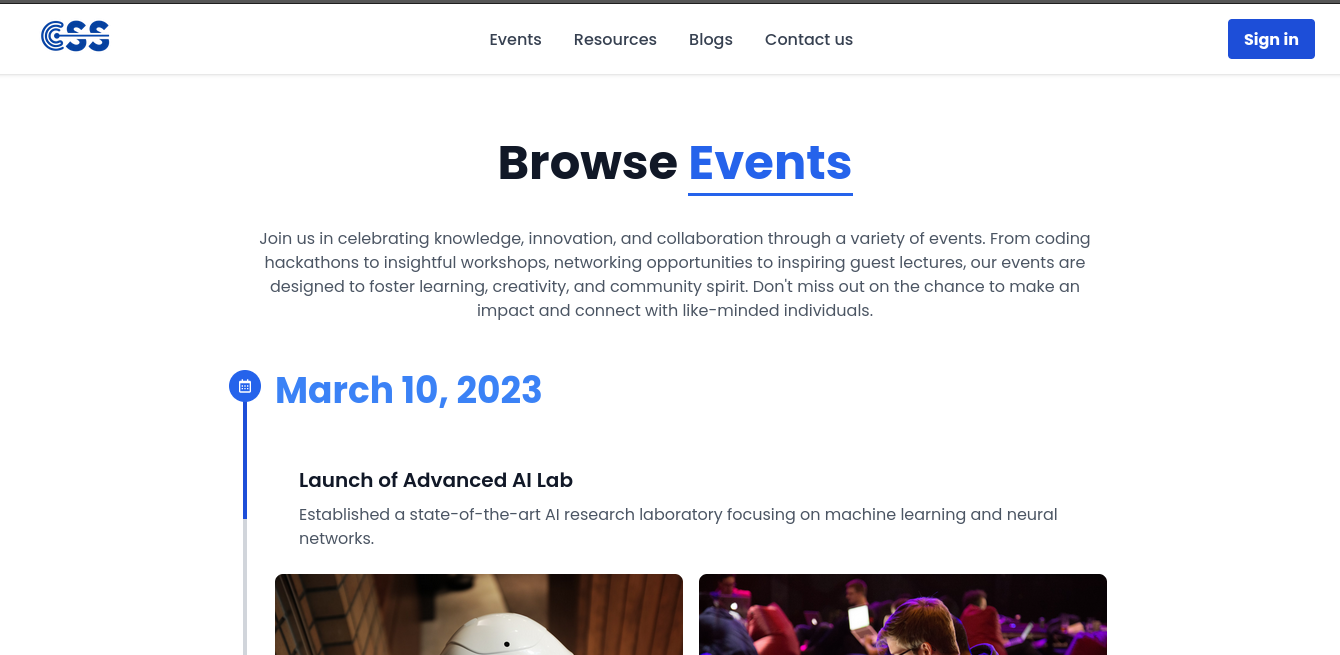 CSS
Events
Resources
Blogs
Contact us
Sign in
Browse Events
Join us in celebrating knowledge, innovation, and collaboration through a variety of events. From coding
hackathons to insightful workshops, networking opportunities to inspiring guest lectures, our events are
designed to foster learning, creativity, and community spirit. Don't miss out on the chance to make an
impact and connect with like-minded individuals.
March 10, 2023
Launch of Advanced AI Lab
Established a state-of-the-art AI research laboratory focusing on machine learning and neural
networks.